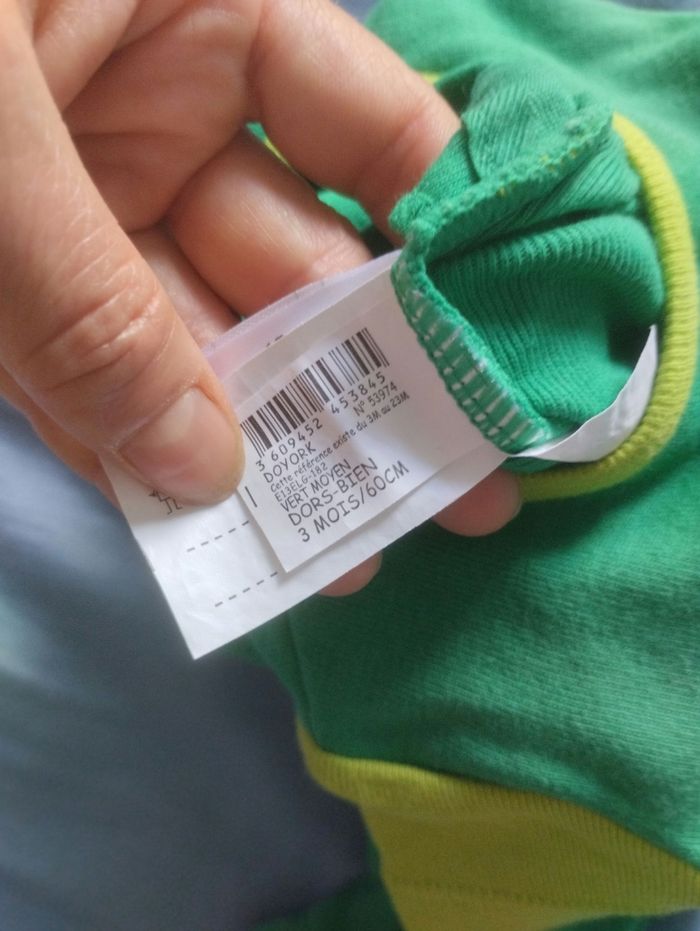 3 609452 453845
DOYORK N° 53974
Cette référence existe du 3M au 23M
E13ELG-182
VERT MOYEN
DORS-BIEN
3 MOIS/60CM